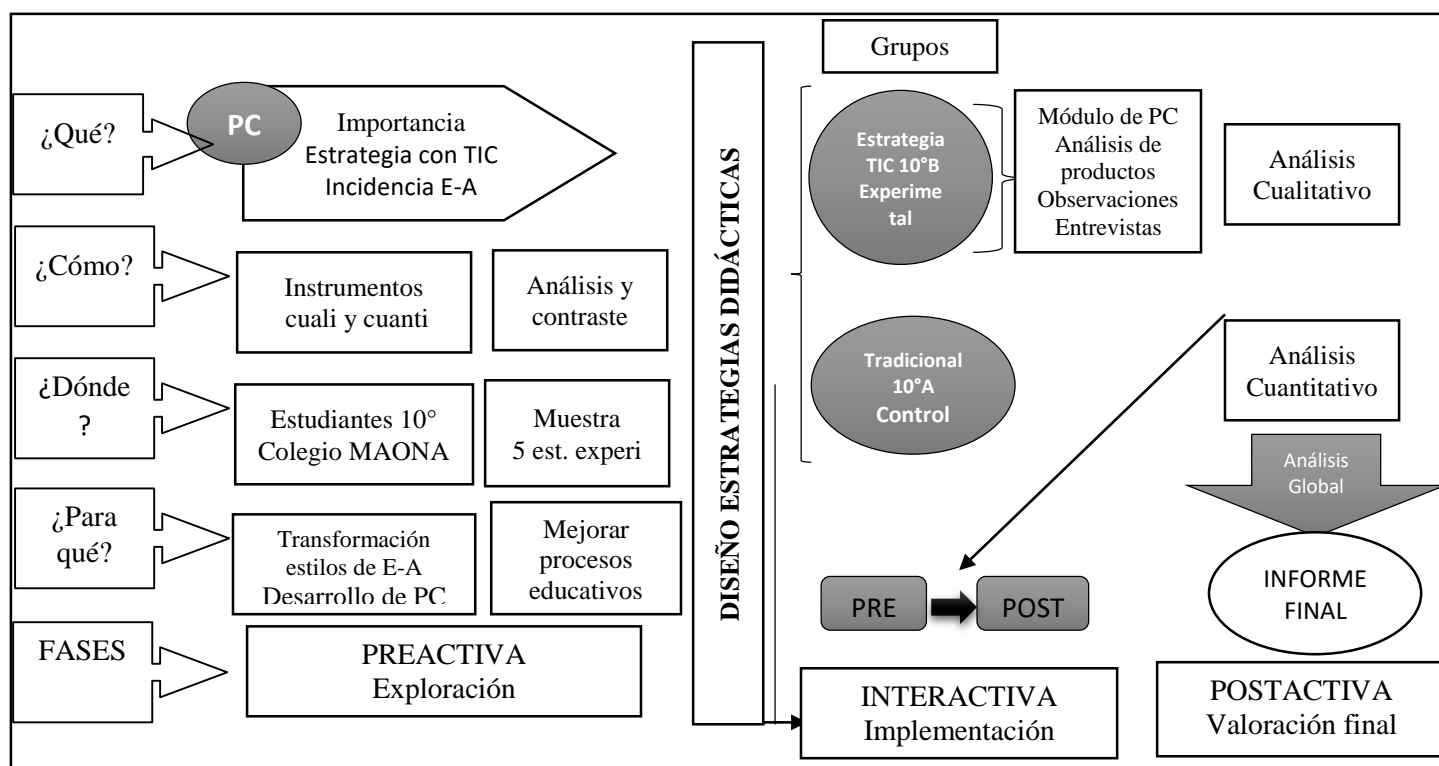 ¿Qué?
PC
Importancia
Estrategia con TIC
Incidencia E-A
¿Cómo?
Instrumentos
cuali y cuanti
Análisis y
contraste
¿Dónde
?
Estudiantes 10°
Colegio MAONA
Muestra
5 est. experi
¿Para
qué?
Transformación
estilos de E-A
Desarrollo de PC
Mejorar
procesos
educativos
FASES
PREACTIVA
Exploración
DISEÑO ESTRATEGIAS DIDÁCTICAS
Grupos
Estrategia
TIC 10°B
Experime
tal
Módulo de PC
Análisis de
productos
Observaciones
Entrevistas
Análisis
Cualitativo
Tradicional
10°A
Control
Análisis
Cuantitativo
Análisis
Global
PRE
POST
INFORME
FINAL
INTERACTIVA
Implementación
POSTACTIVA
Valoración final